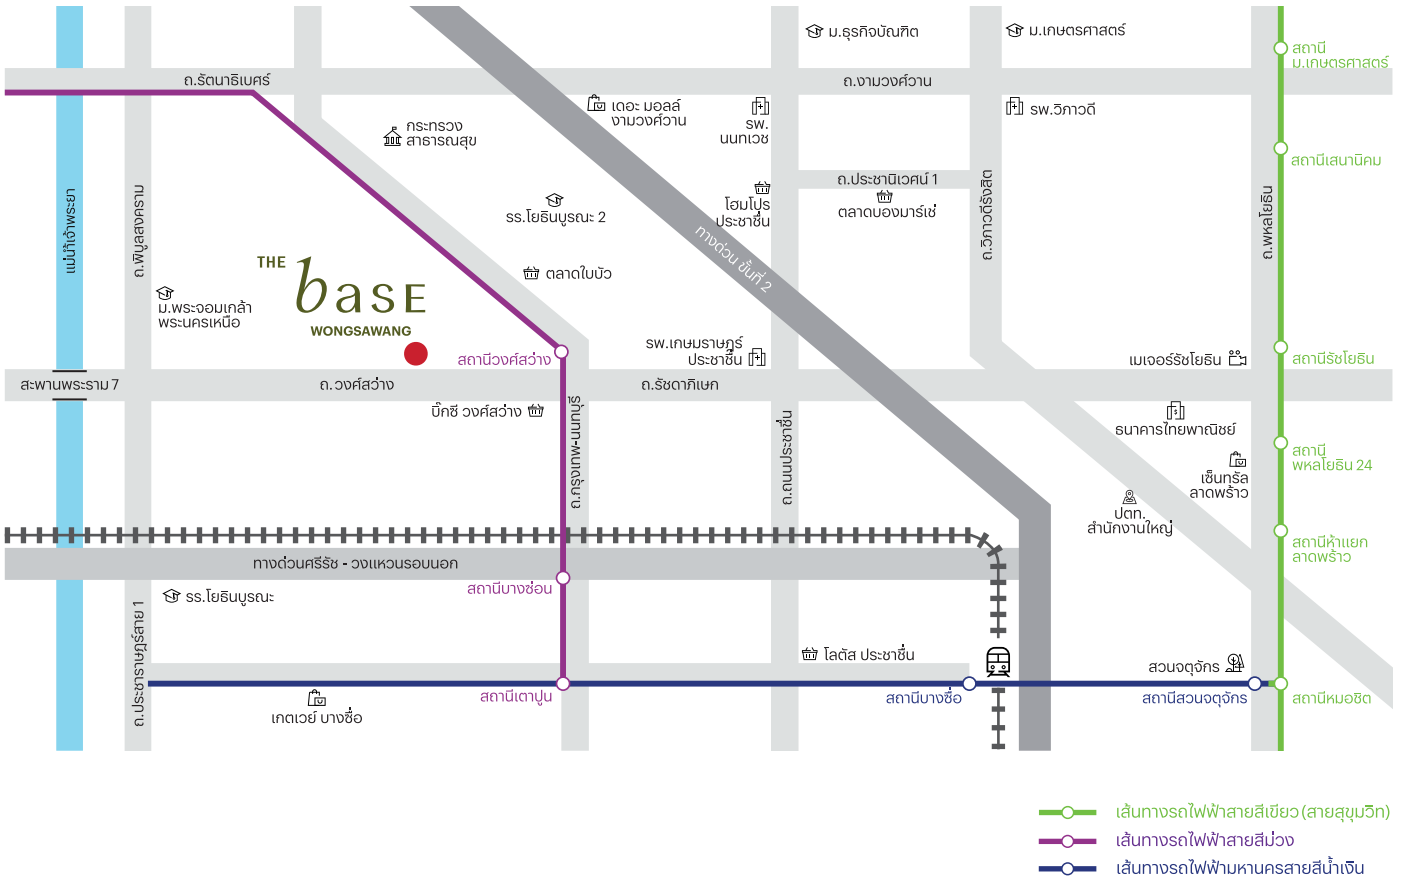 ม.ธุรกิจบัณฑิต
ม.เกษตรศาสตร์
สถานี
ม.เกษตรศาสตร์
ถ.รัตนาธิเบศร์
ถ.งามวงศ์วาน
เดอะ มอลล์
งามวงศ์วาน
รพ.
นนทเวช
รพ.วิภาวดี
กระทรวง
สาธารณสุข
สถานีเสนานิคม
ถ.ประชานิเวศน์ 1
ตลาดบองมาร์เช่
โฮมโปร
ประชาชื่น
รร.โยธินบูรณะ 2
แม่น้ำเจ้าพระยา
ถ.พิบูลสงคราม
ถ.วิภาวดีรังสิต
ถ.พหลโยธิน
ทางด่วน ขั้นที่ 2
ตลาดใบบัว
THE
base
WONGSAWANG
ม.พระจอมเกล้า
พระนครเหนือ
สถานีวงศ์สว่าง
รพ.เกษมราษฎร์
ประชาชื่น
เมเจอร์รัชโยธิน
สถานีรัชโยธิน
สะพานพระราม 7
ถ.วงศ์สว่าง
ถ.รัชดาภิเษก
บิ๊กซี วงศ์สว่าง
ถ.กรุงเทพ-นนทบุรี
ถ.ถนนประชาชื่น
ธนาคารไทยพาณิชย์
สถานี
พหลโยธิน 24
เซ็นทรัล
ลาดพร้าว
ปตท.
สำนักงานใหญ่
สถานีห้าแยก
ลาดพร้าว
ทางด่วนศรีรัช - วงแหวนรอบนอก
สถานีบางซ่อน
รร.โยธินบูรณะ
ถ.ประชาราษฎร์สาย 1
โลตัส ประชาชื่น
สวนจตุจักร
สถานีเตาปูน
สถานีบางซื่อ
สถานีสวนจตุจักร
สถานีหมอชิต
เกตเวย์ บางซื่อ
เส้นทางรถไฟฟ้าสายสีเขียว (สายสุขุมวิท)
เส้นทางรถไฟฟ้าสายสีม่วง
เส้นทางรถไฟฟ้ามหานครสายสีน้ำเงิน